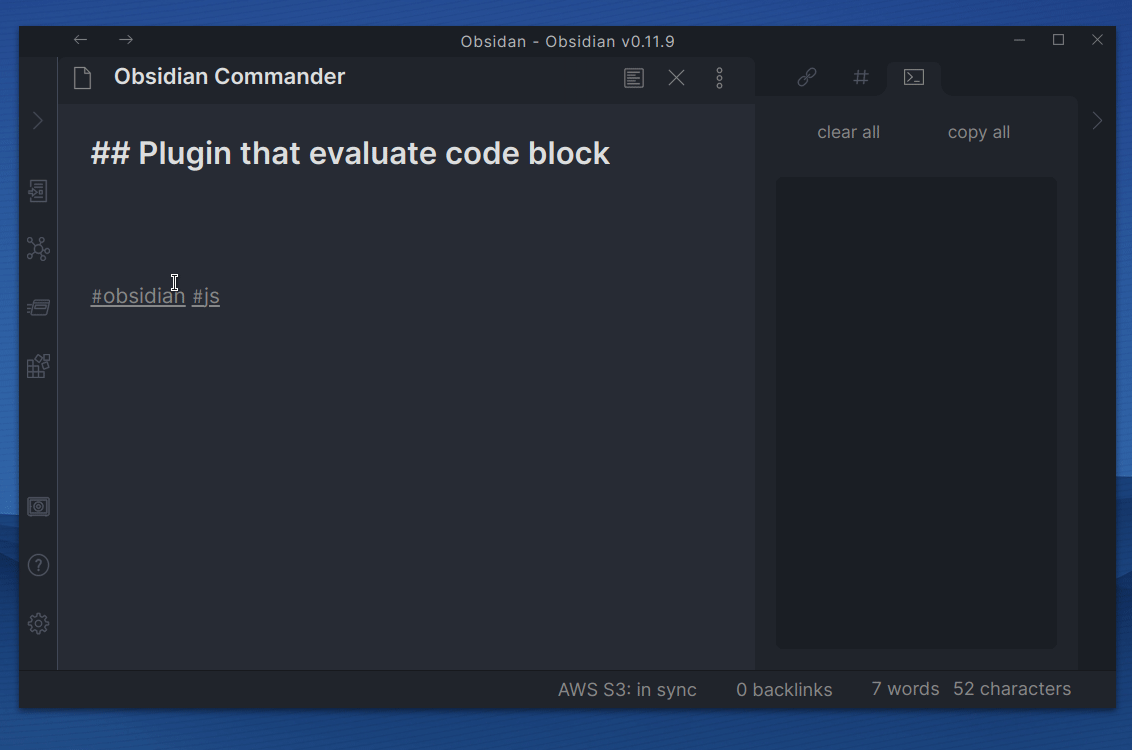 Obsidan - Obsidian v0.11.9
Obsidian Commander
clear all
copy all
## Plugin that evaluate code block
#obsidian #js
AWS S3: in sync 0 backlinks 7 words 52 characters